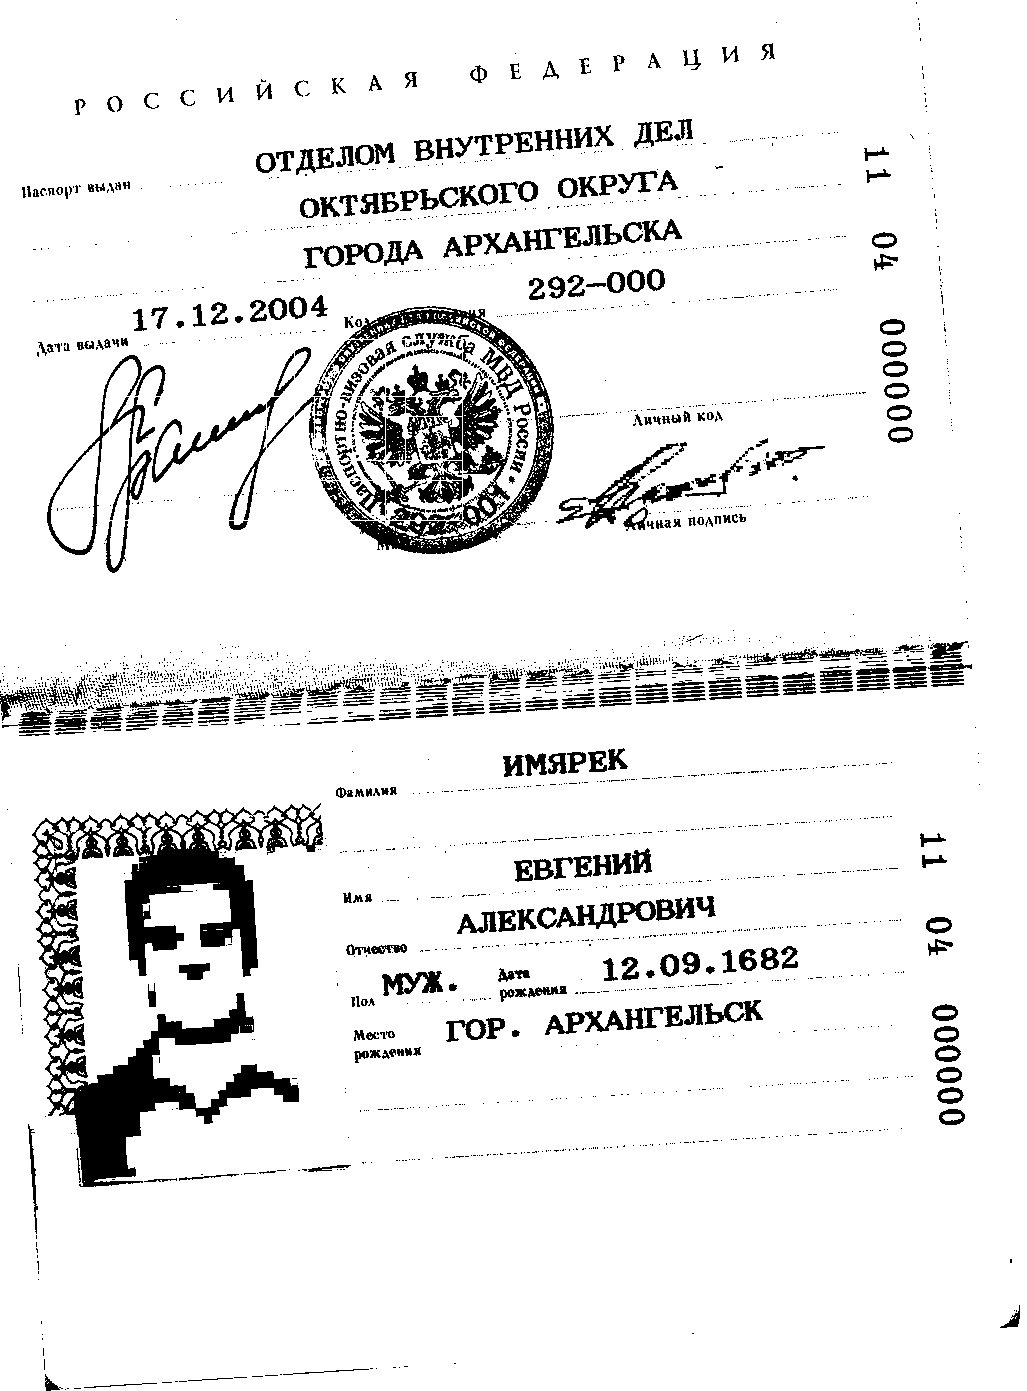 РОССИЙСКАЯ ФЕДЕРАЦИЯ
Паспорт выдан ОТДЕЛОМ ВНУТРЕННИХ ДЕЛ
ОКТЯБРЬСКОГО ОКРУГА
ГОРОДА АРХАНГЕЛЬСКА
Дата выдачи 17.12.2004 Код 292-000
Паспортно-визовая служба МВД России
Личный код
Личная подпись
11 04 000000
Фамилия ИМЯРЕК
Имя ЕВГЕНИЙ
Отчество АЛЕКСАНДРОВИЧ
Пол МУЖ. Дата рождения 12.09.1682
Место рождения ГОР. АРХАНГЕЛЬСК
11 04 000000